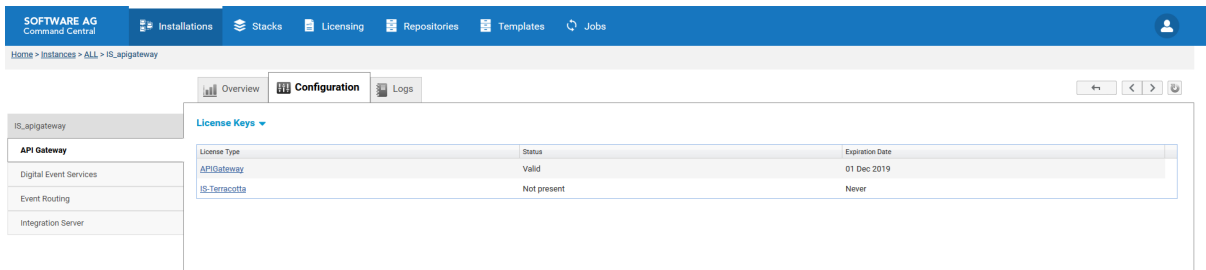 SOFTWARE AG
Command Central
Installations Stacks Licensing Repositories Templates Jobs
Home > Instances > ALL > IS_apigateway
Overview Configuration Logs
IS_apigateway
API Gateway
Digital Event Services
Event Routing
Integration Server
License Keys
License Type Status Expiration Date
APIGateway Valid 01 Dec 2019
IS-Terracotta Not present Never